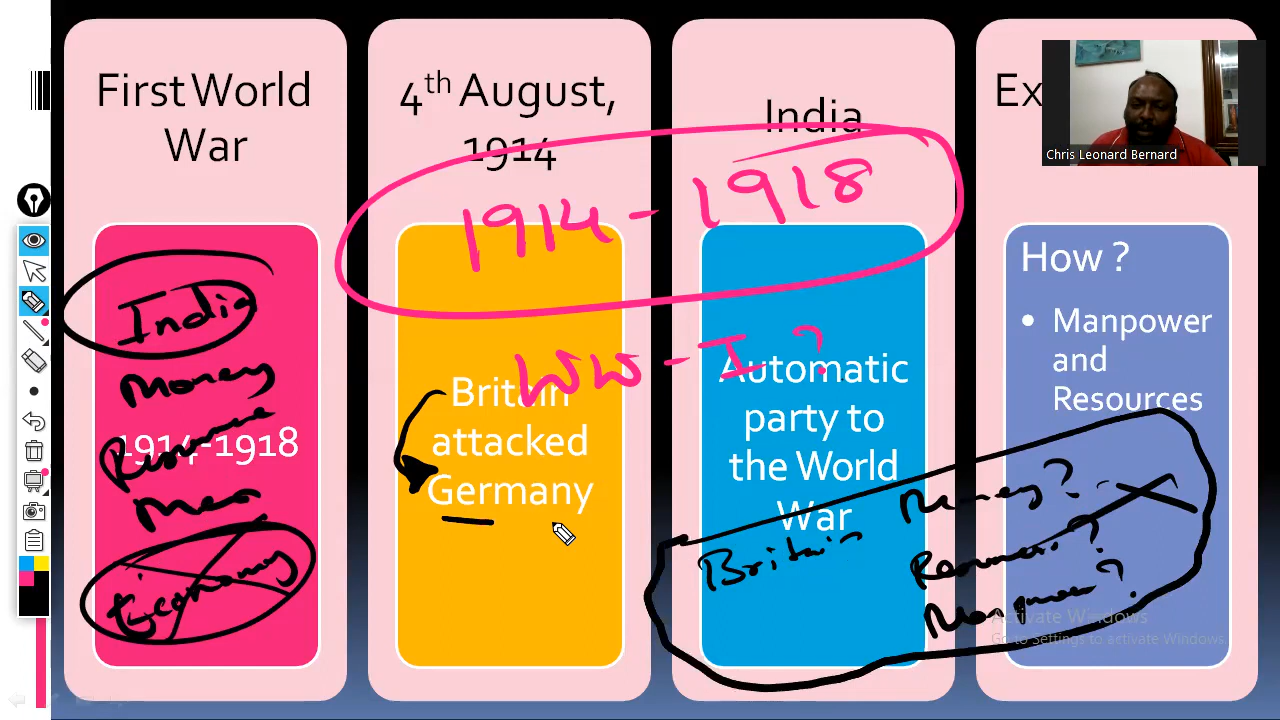 First World
War
India
Money
Resource
1914-1918
Men
Economy
4th August,
1914
1914 - 1918
WW - I ?
Britain
attacked
Germany
India
Automatic
party to
the World
War
Britain
Ex
Chris Leonard Bernard
How ?
• Manpower
and
Resources
Money ?
Resources ?
Manpower ?
Activate Windows
Go to Settings to activate Windows.